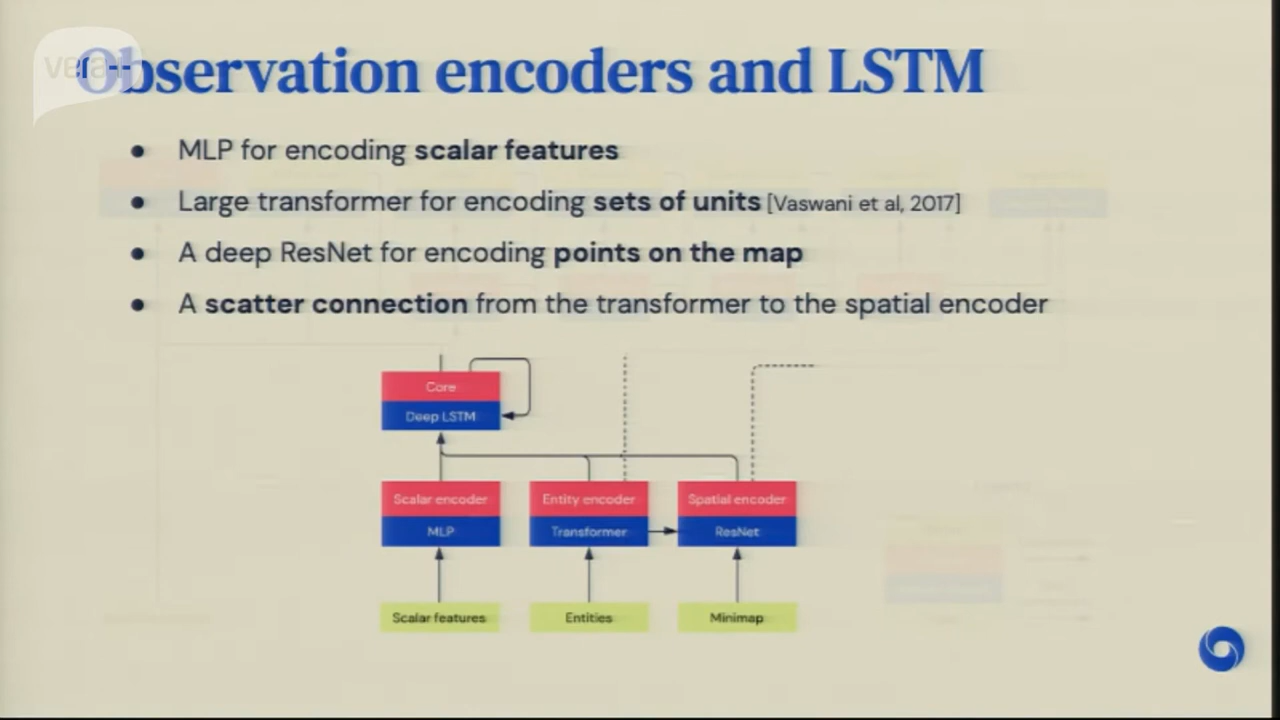 Observation encoders and LSTM
● MLP for encoding scalar features
● Large transformer for encoding sets of units [Vaswani et al, 2017]
● A deep ResNet for encoding points on the map
● A scatter connection from the transformer to the spatial encoder
Core
Deep LSTM
Scalar encoder Entity encoder Spatial encoder
MLP Transformer ResNet
Scalar features Entities Minimap